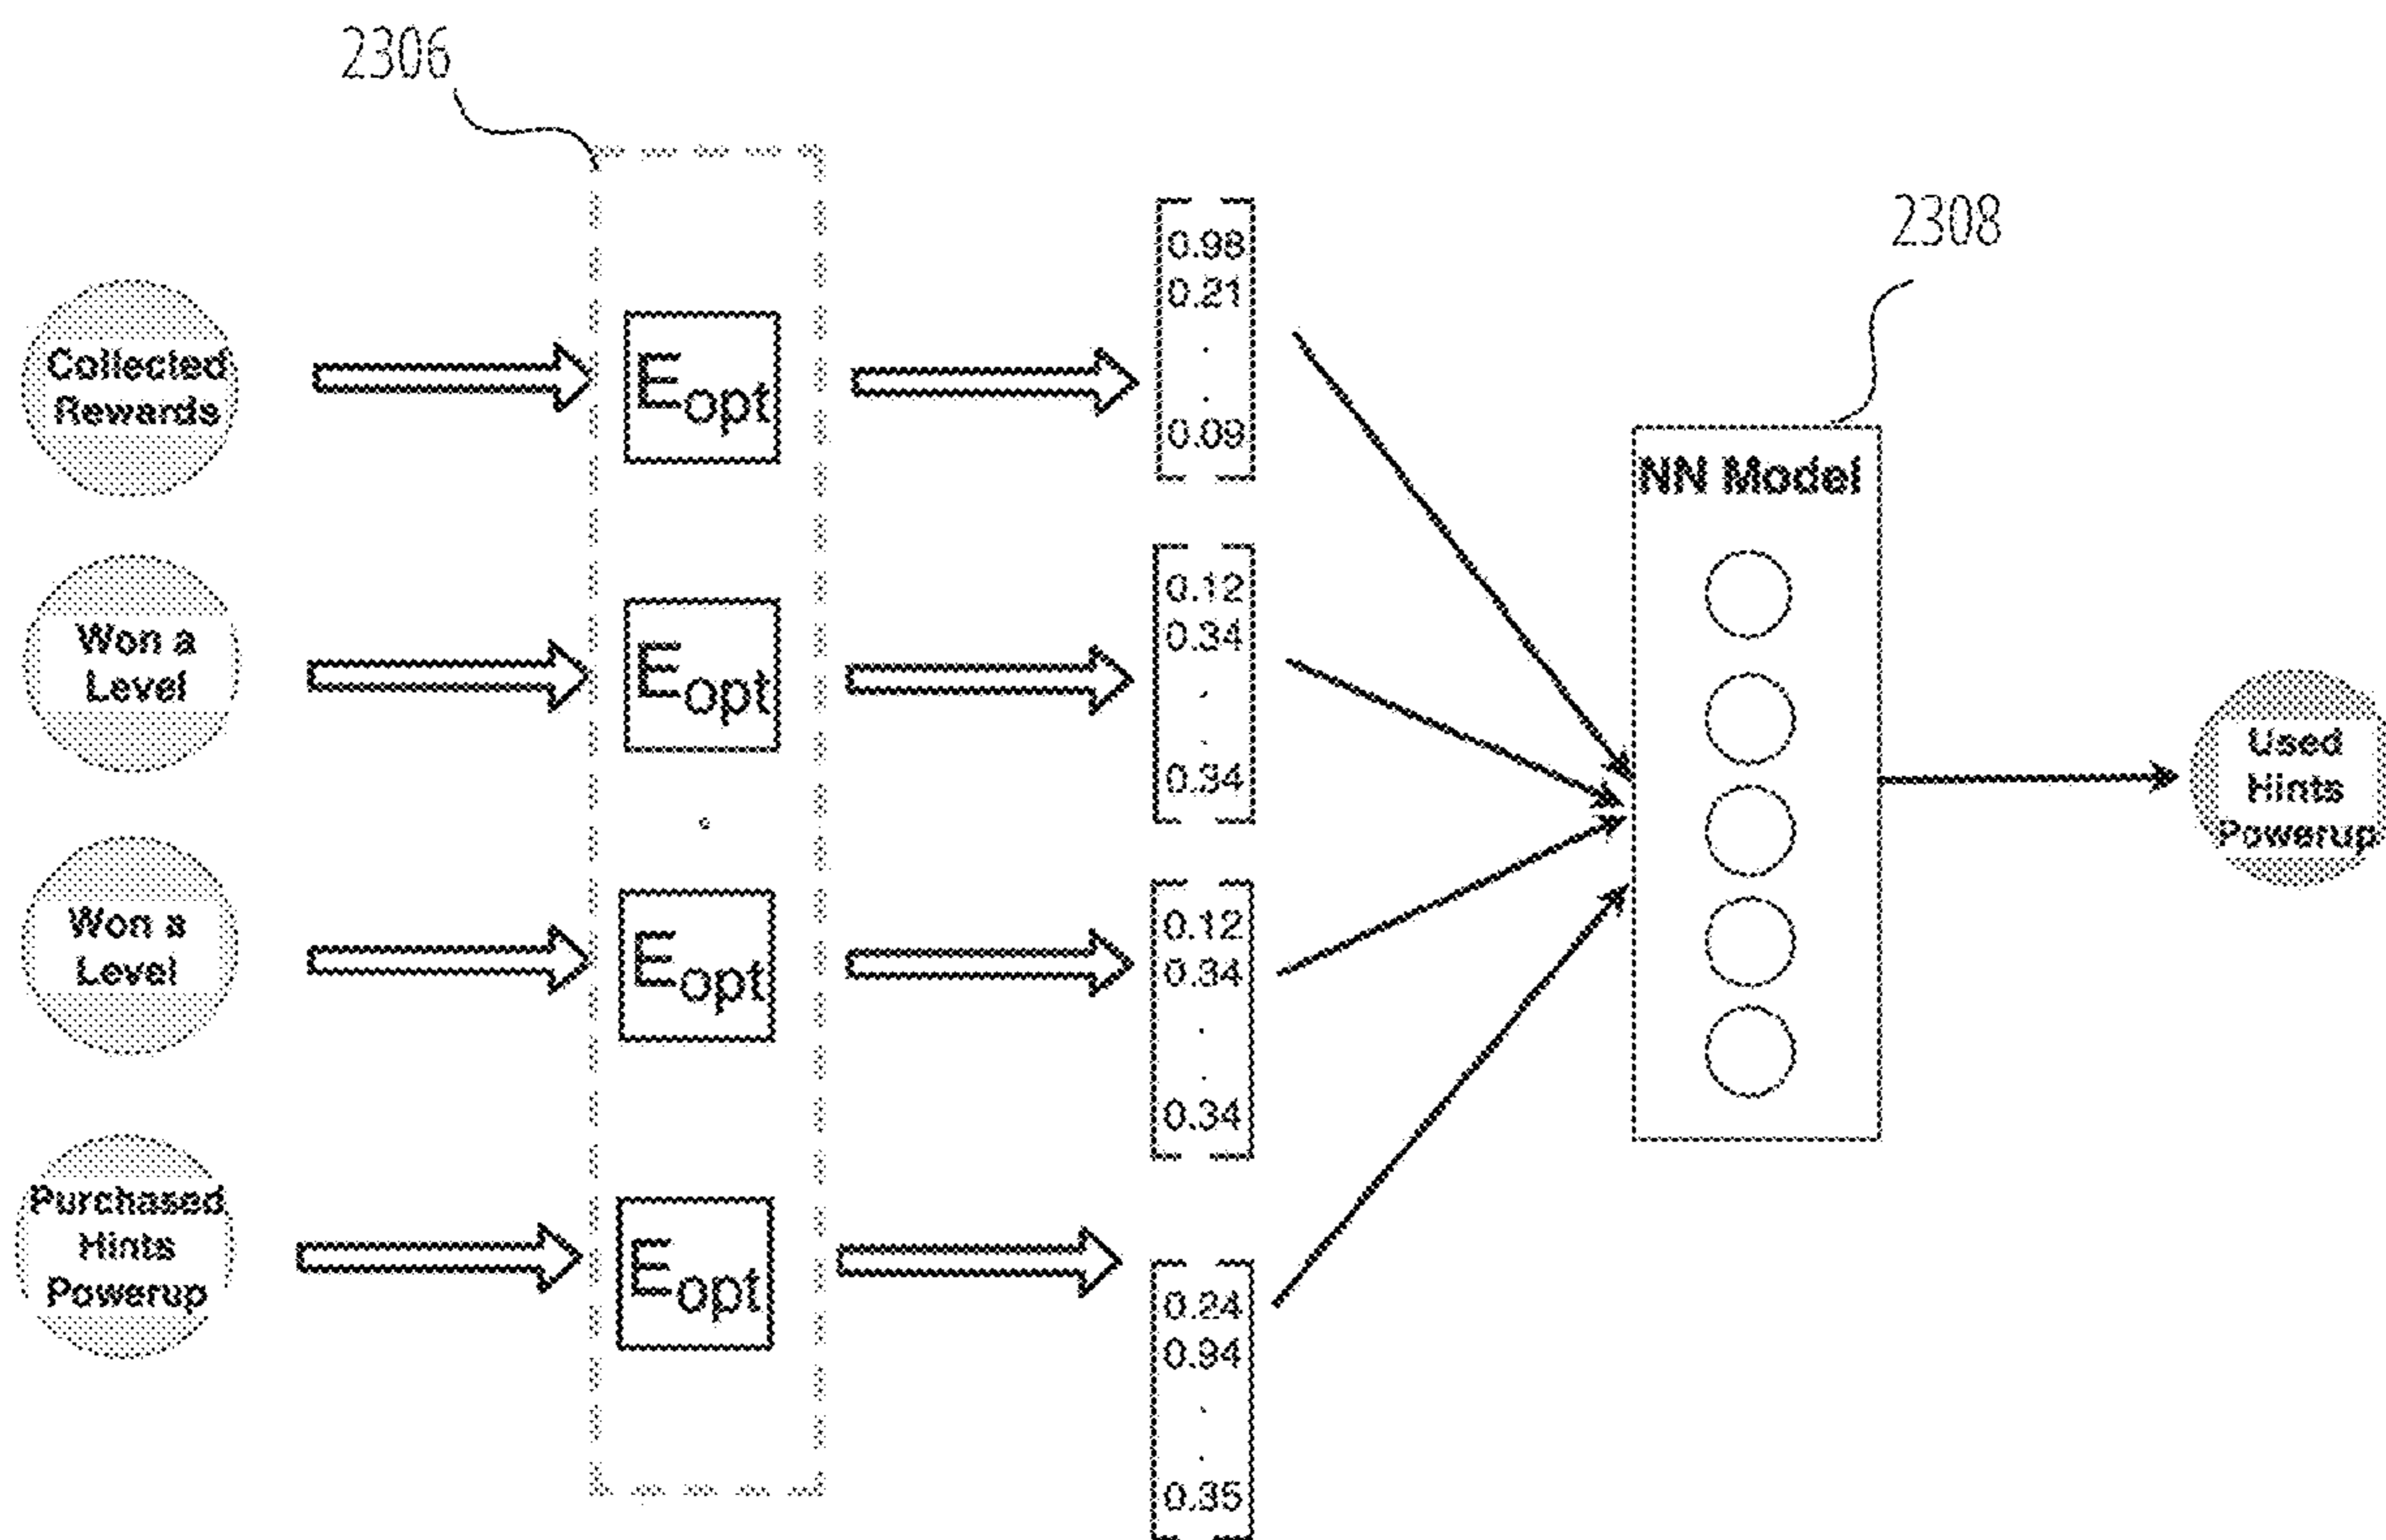 2306
2308
Collected
Rewards
Eopt
0.98
0.21
.
.
0.09
NN Model
Won a
Level
Eopt
0.12
0.34
.
.
0.34
Used
Hints
Powerup
Won a
Level
Eopt
0.12
0.34
.
.
0.34
Purchased
Hints
Powerup
Eopt
0.24
0.94
.
.
0.35